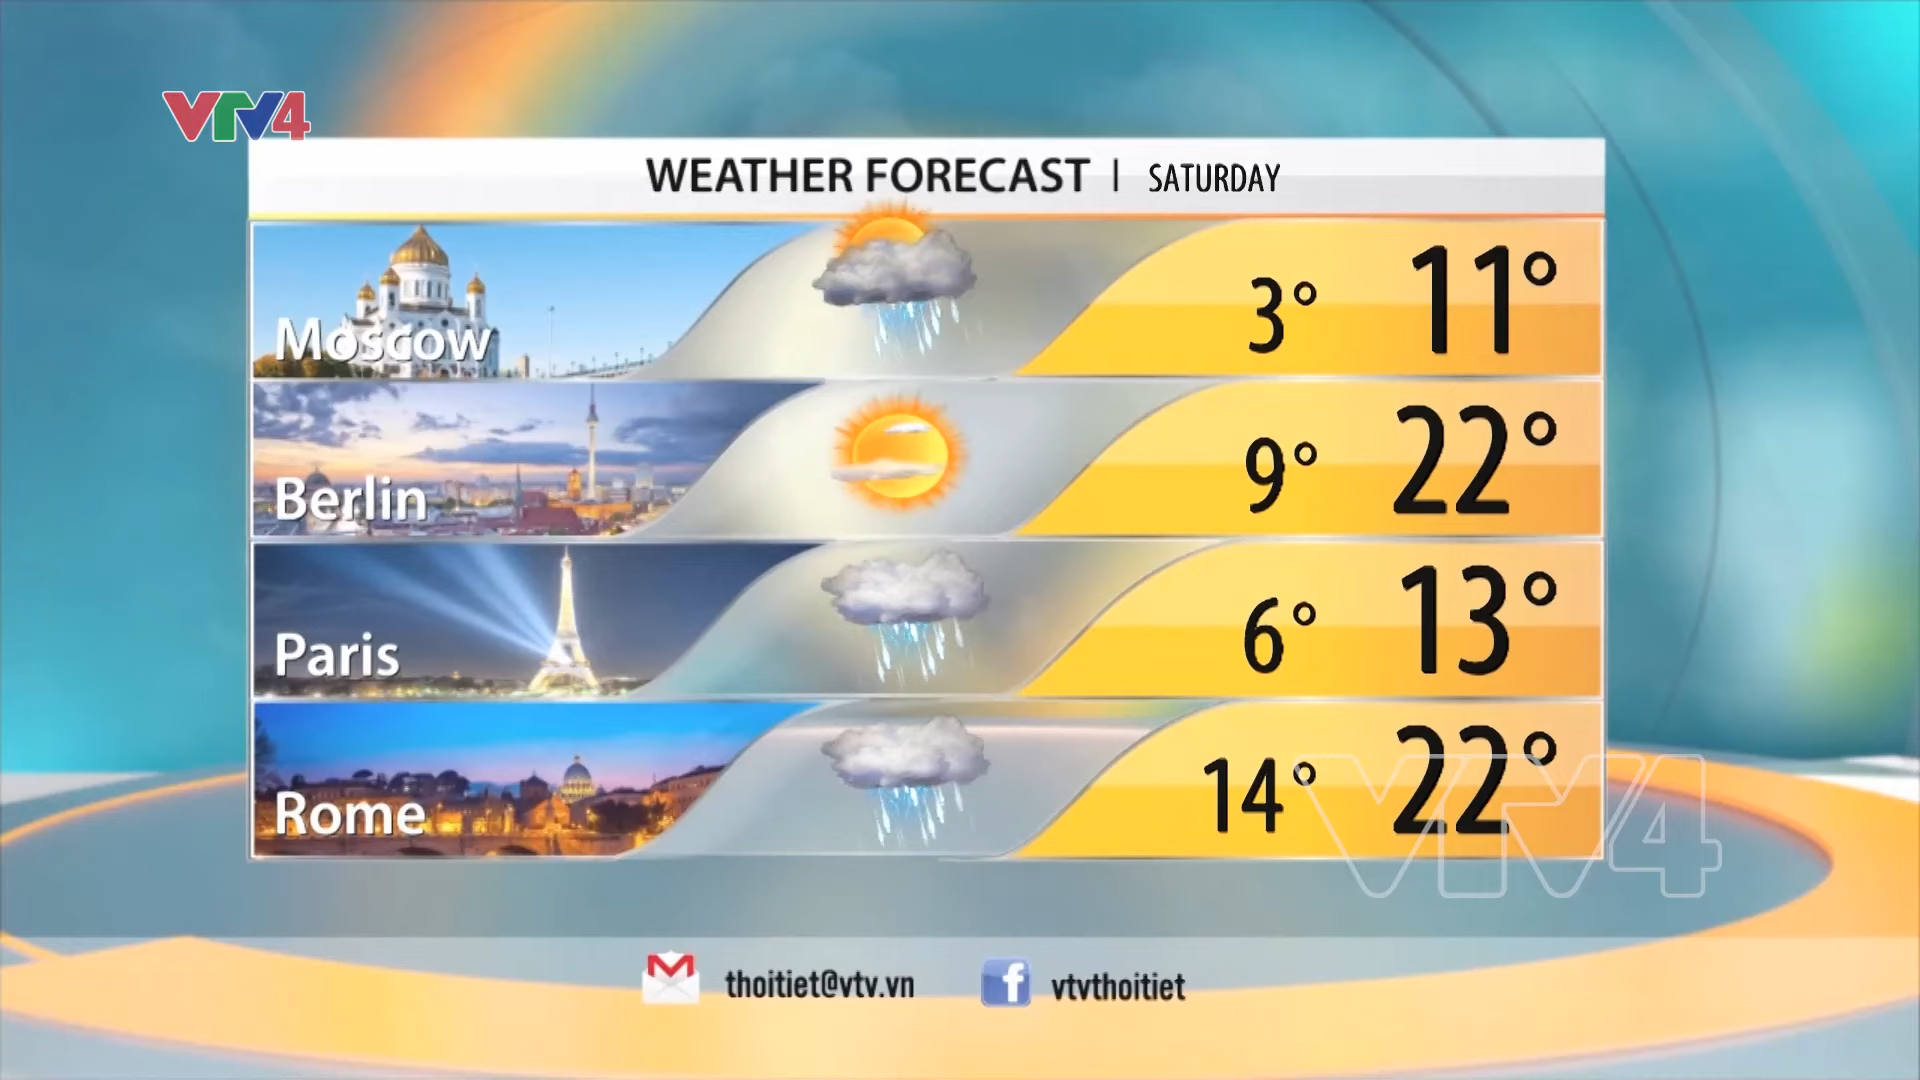 VTV4
WEATHER FORECAST | SATURDAY
Moscow 3° 11°
Berlin 9° 22°
Paris 6° 13°
Rome 14° 22°
VTV4
thoitiet@vtv.vn vtvthoitiet